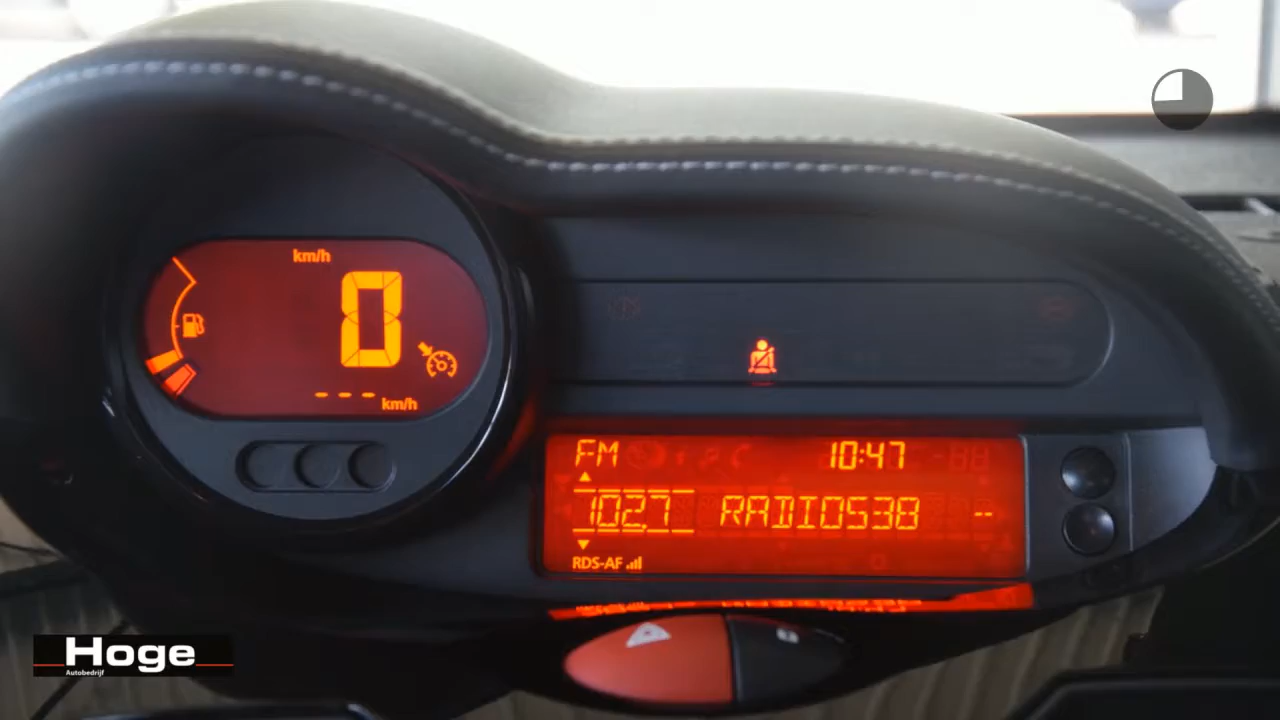 km/h
0
--- km/h
FM 10:47
102.7 RADIO538 --
RDS-AF
Hoge
Autobedrijf